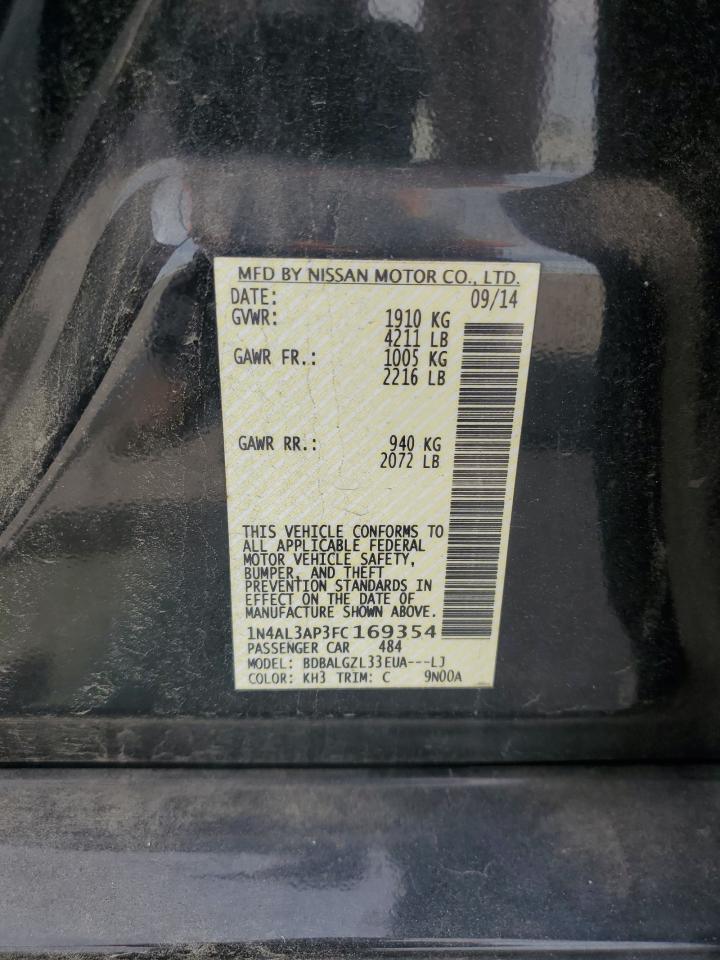 MFD BY NISSAN MOTOR CO., LTD.
DATE: 09/14
GVWR: 1910 KG
4211 LB
GAWR FR.: 1005 KG
2216 LB
GAWR RR.: 940 KG
2072 LB
THIS VEHICLE CONFORMS TO
ALL APPLICABLE FEDERAL
MOTOR VEHICLE SAFETY,
BUMPER, AND THEFT
PREVENTION STANDARDS IN
EFFECT ON THE DATE OF
MANUFACTURE SHOWN ABOVE.
1N4AL3AP3FC169354
PASSENGER CAR 484
MODEL: BDBALGZL33EUA---LJ
COLOR: KH3 TRIM: C 9N00A